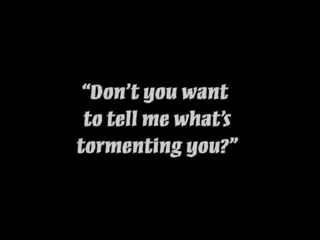 “Don’t you want
to tell me what’s
tormenting you?”